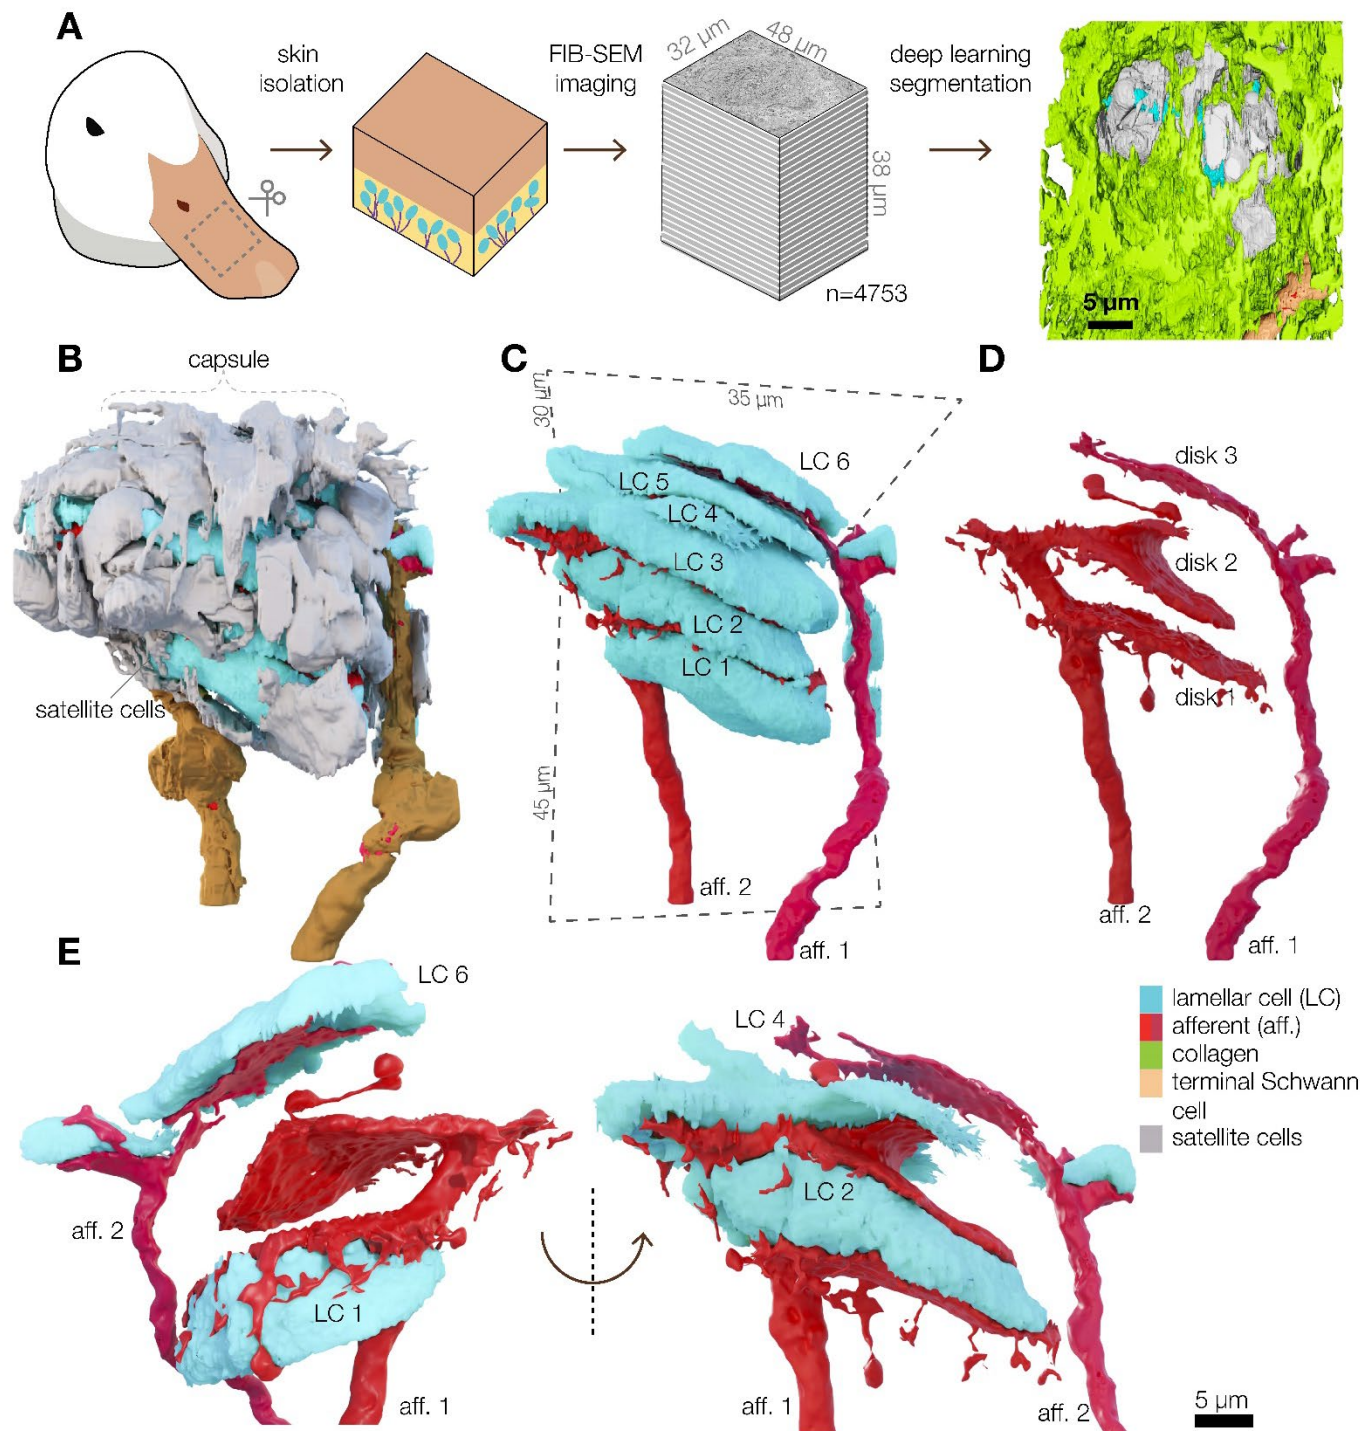 A
skin
isolation
FIB-SEM
imaging
32 µm
48 µm
38 µm
n=4753
deep learning
segmentation
5 µm
B
capsule
satellite cells
C
30 µm
35 µm
45 µm
LC 6
LC 5
LC 4
LC 3
LC 2
LC 1
aff. 2
aff. 1
D
disk 3
disk 2
disk 1
aff. 2
aff. 1
E
LC 6
aff. 2
LC 1
aff. 1
LC 4
LC 2
aff. 1
aff. 2
lamellar cell (LC)
afferent (aff.)
collagen
terminal Schwann
cell
satellite cells
5 µm